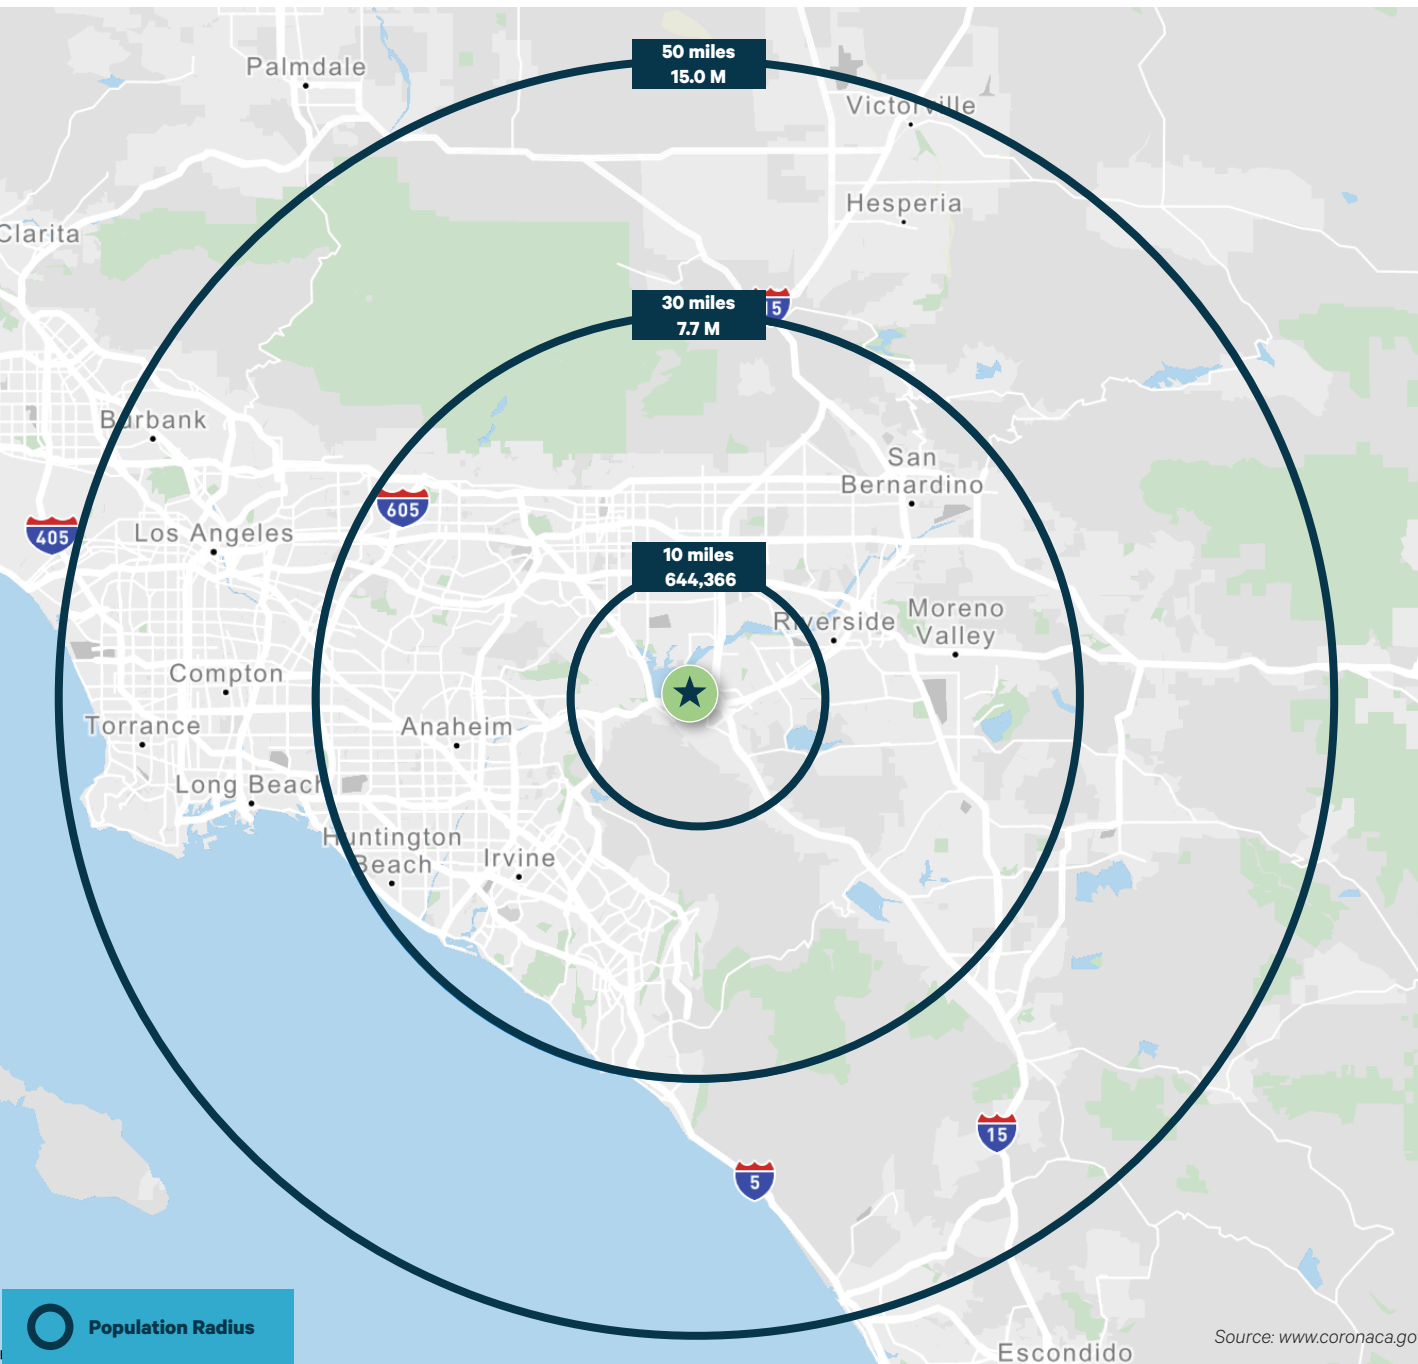 50 miles
15.0 M
Palmdale
Victorville
Hesperia
Clarita
15
30 miles
7.7 M
Burbank
San
Bernardino
605
405
Los Angeles
10 miles
644,366
Riverside
Moreno
Valley
Compton
Torrance
Anaheim
Long Beach
Huntington
Beach
Irvine
15
5
Population Radius
Source: www.coronaca.go
Escondido